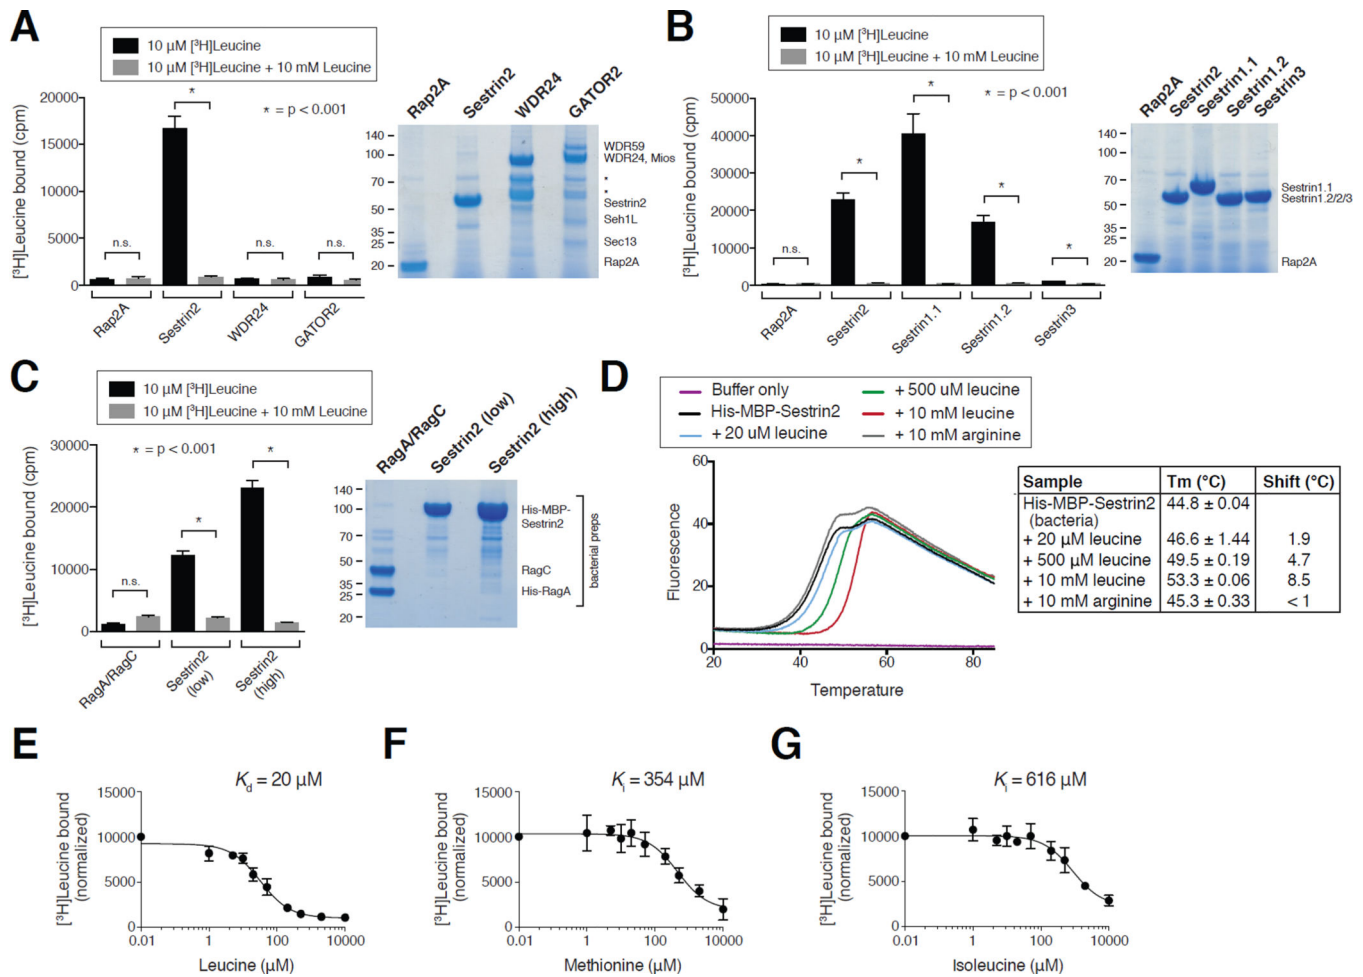 A
10 µM [³H]Leucine
10 µM [³H]Leucine + 10 mM Leucine
[³H]Leucine bound (cpm)
20000
15000
10000
5000
0
* = p < 0.001
n.s.
*
n.s.
n.s.
Rap2A
Sestrin2
WDR24
GATOR2
Rap2A
Sestrin2
WDR24
GATOR2
140
100
70
50
35
25
20
WDR59
WDR24, Mios
*
*
Sestrin2
Seh1L
Sec13
Rap2A
B
10 µM [³H]Leucine
10 µM [³H]Leucine + 10 mM Leucine
[³H]Leucine bound (cpm)
50000
40000
30000
20000
10000
0
* = p < 0.001
n.s.
*
*
*
*
Rap2A
Sestrin2
Sestrin1.1
Sestrin1.2
Sestrin3
Rap2A
Sestrin2
Sestrin1.1
Sestrin1.2
Sestrin3
140
100
70
50
35
25
20
Sestrin1.1
Sestrin1.2/2/3
Rap2A
C
10 µM [³H]Leucine
10 µM [³H]Leucine + 10 mM Leucine
[³H]Leucine bound (cpm)
30000
20000
10000
0
* = p < 0.001
n.s.
*
*
RagA/RagC
Sestrin2
(low)
Sestrin2
(high)
RagA/RagC
Sestrin2 (low)
Sestrin2 (high)
140
100
70
50
35
25
20
His-MBP-
Sestrin2
RagC
His-RagA
bacterial preps
D
Buffer only
His-MBP-Sestrin2
+ 20 uM leucine
+ 500 uM leucine
+ 10 mM leucine
+ 10 mM arginine
Fluorescence
60
40
20
0
20 40 60 80
Temperature
Sample Tm (°C) Shift (°C)
His-MBP-Sestrin2 44.8 ± 0.04
(bacteria)
+ 20 µM leucine 46.6 ± 1.44 1.9
+ 500 µM leucine 49.5 ± 0.19 4.7
+ 10 mM leucine 53.3 ± 0.06 8.5
+ 10 mM arginine 45.3 ± 0.33 < 1
E
Kd = 20 µM
[³H]Leucine bound
(normalized)
15000
10000
5000
0
0.01 1 100 10000
Leucine (µM)
F
Ki = 354 µM
[³H]Leucine bound
(normalized)
15000
10000
5000
0
0.01 1 100 10000
Methionine (µM)
G
Ki = 616 µM
[³H]Leucine bound
(normalized)
15000
10000
5000
0
0.01 1 100 10000
Isoleucine (µM)